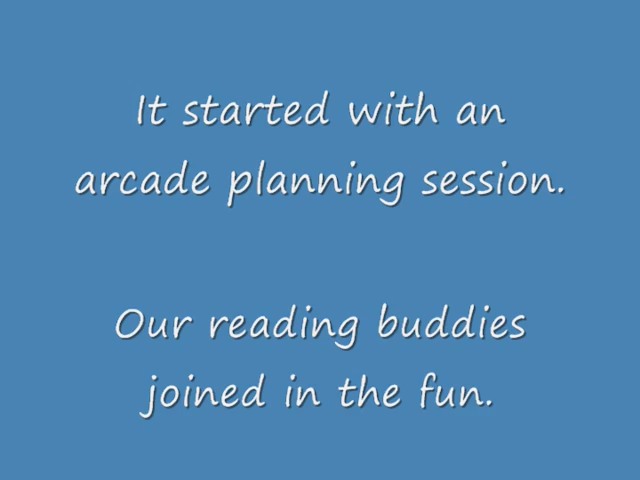 It started with an
arcade planning session.
Our reading buddies
joined in the fun.